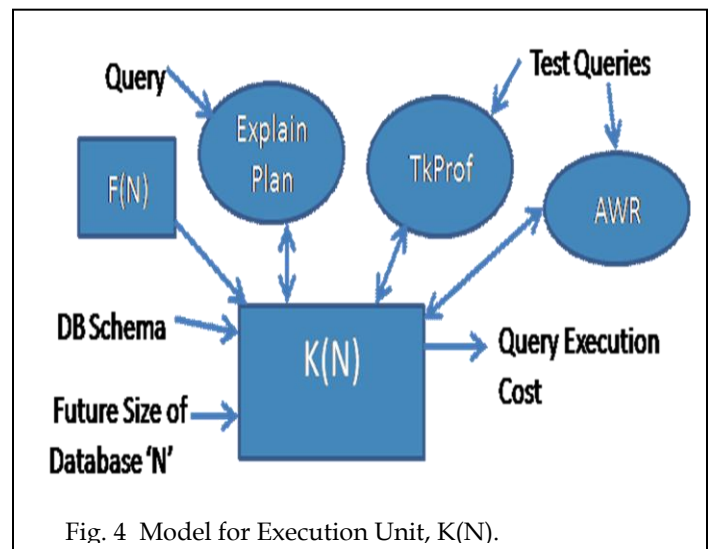 Query
Test Queries
Explain
Plan
TkProf
F(N)
AWR
DB Schema
K(N)
Query Execution
Cost
Future Size of
Database ‘N’
Fig. 4 Model for Execution Unit, K(N).